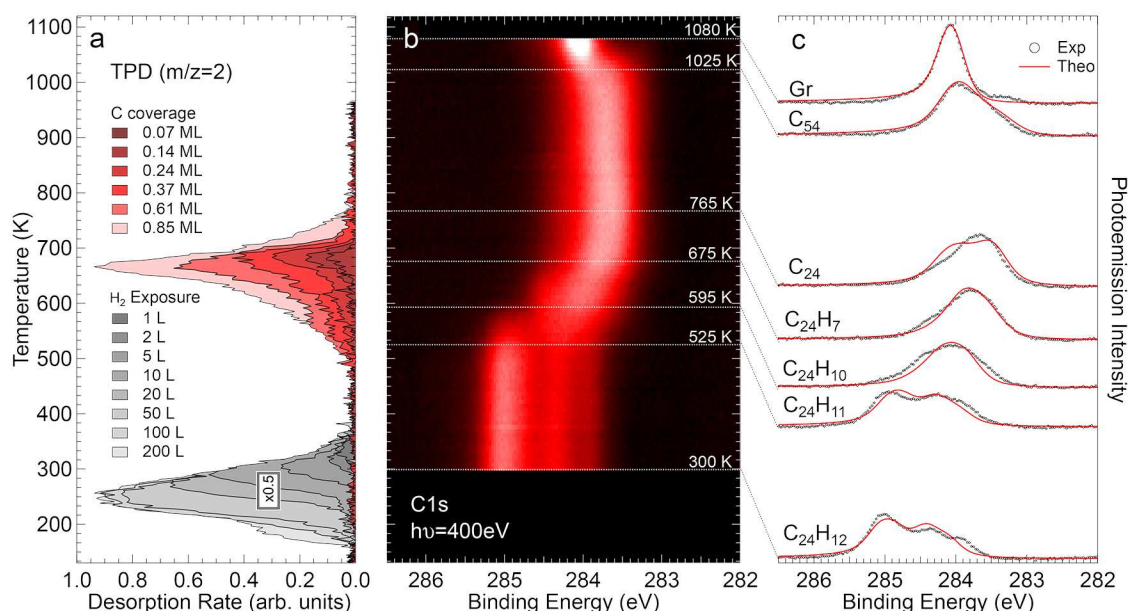 a
TPD (m/z=2)
C coverage
0.07 ML
0.14 ML
0.24 ML
0.37 ML
0.61 ML
0.85 ML
H₂ Exposure
1 L
2 L
5 L
10 L
20 L
50 L
100 L
200 L
x0.5
1100
1000
900
800
700
600
500
400
300
200
Temperature (K)
1.0 0.8 0.6 0.4 0.2 0.0
Desorption Rate (arb. units)
b
1080 K
1025 K
765 K
675 K
595 K
525 K
300 K
C1s
hυ=400eV
286 285 284 283 282
Binding Energy (eV)
c
Exp
Theo
Gr
C₅₄
C₂₄
C₂₄H₇
C₂₄H₁₀
C₂₄H₁₁
C₂₄H₁₂
286 285 284 283 282
Binding Energy (eV)
Photoemission Intensity